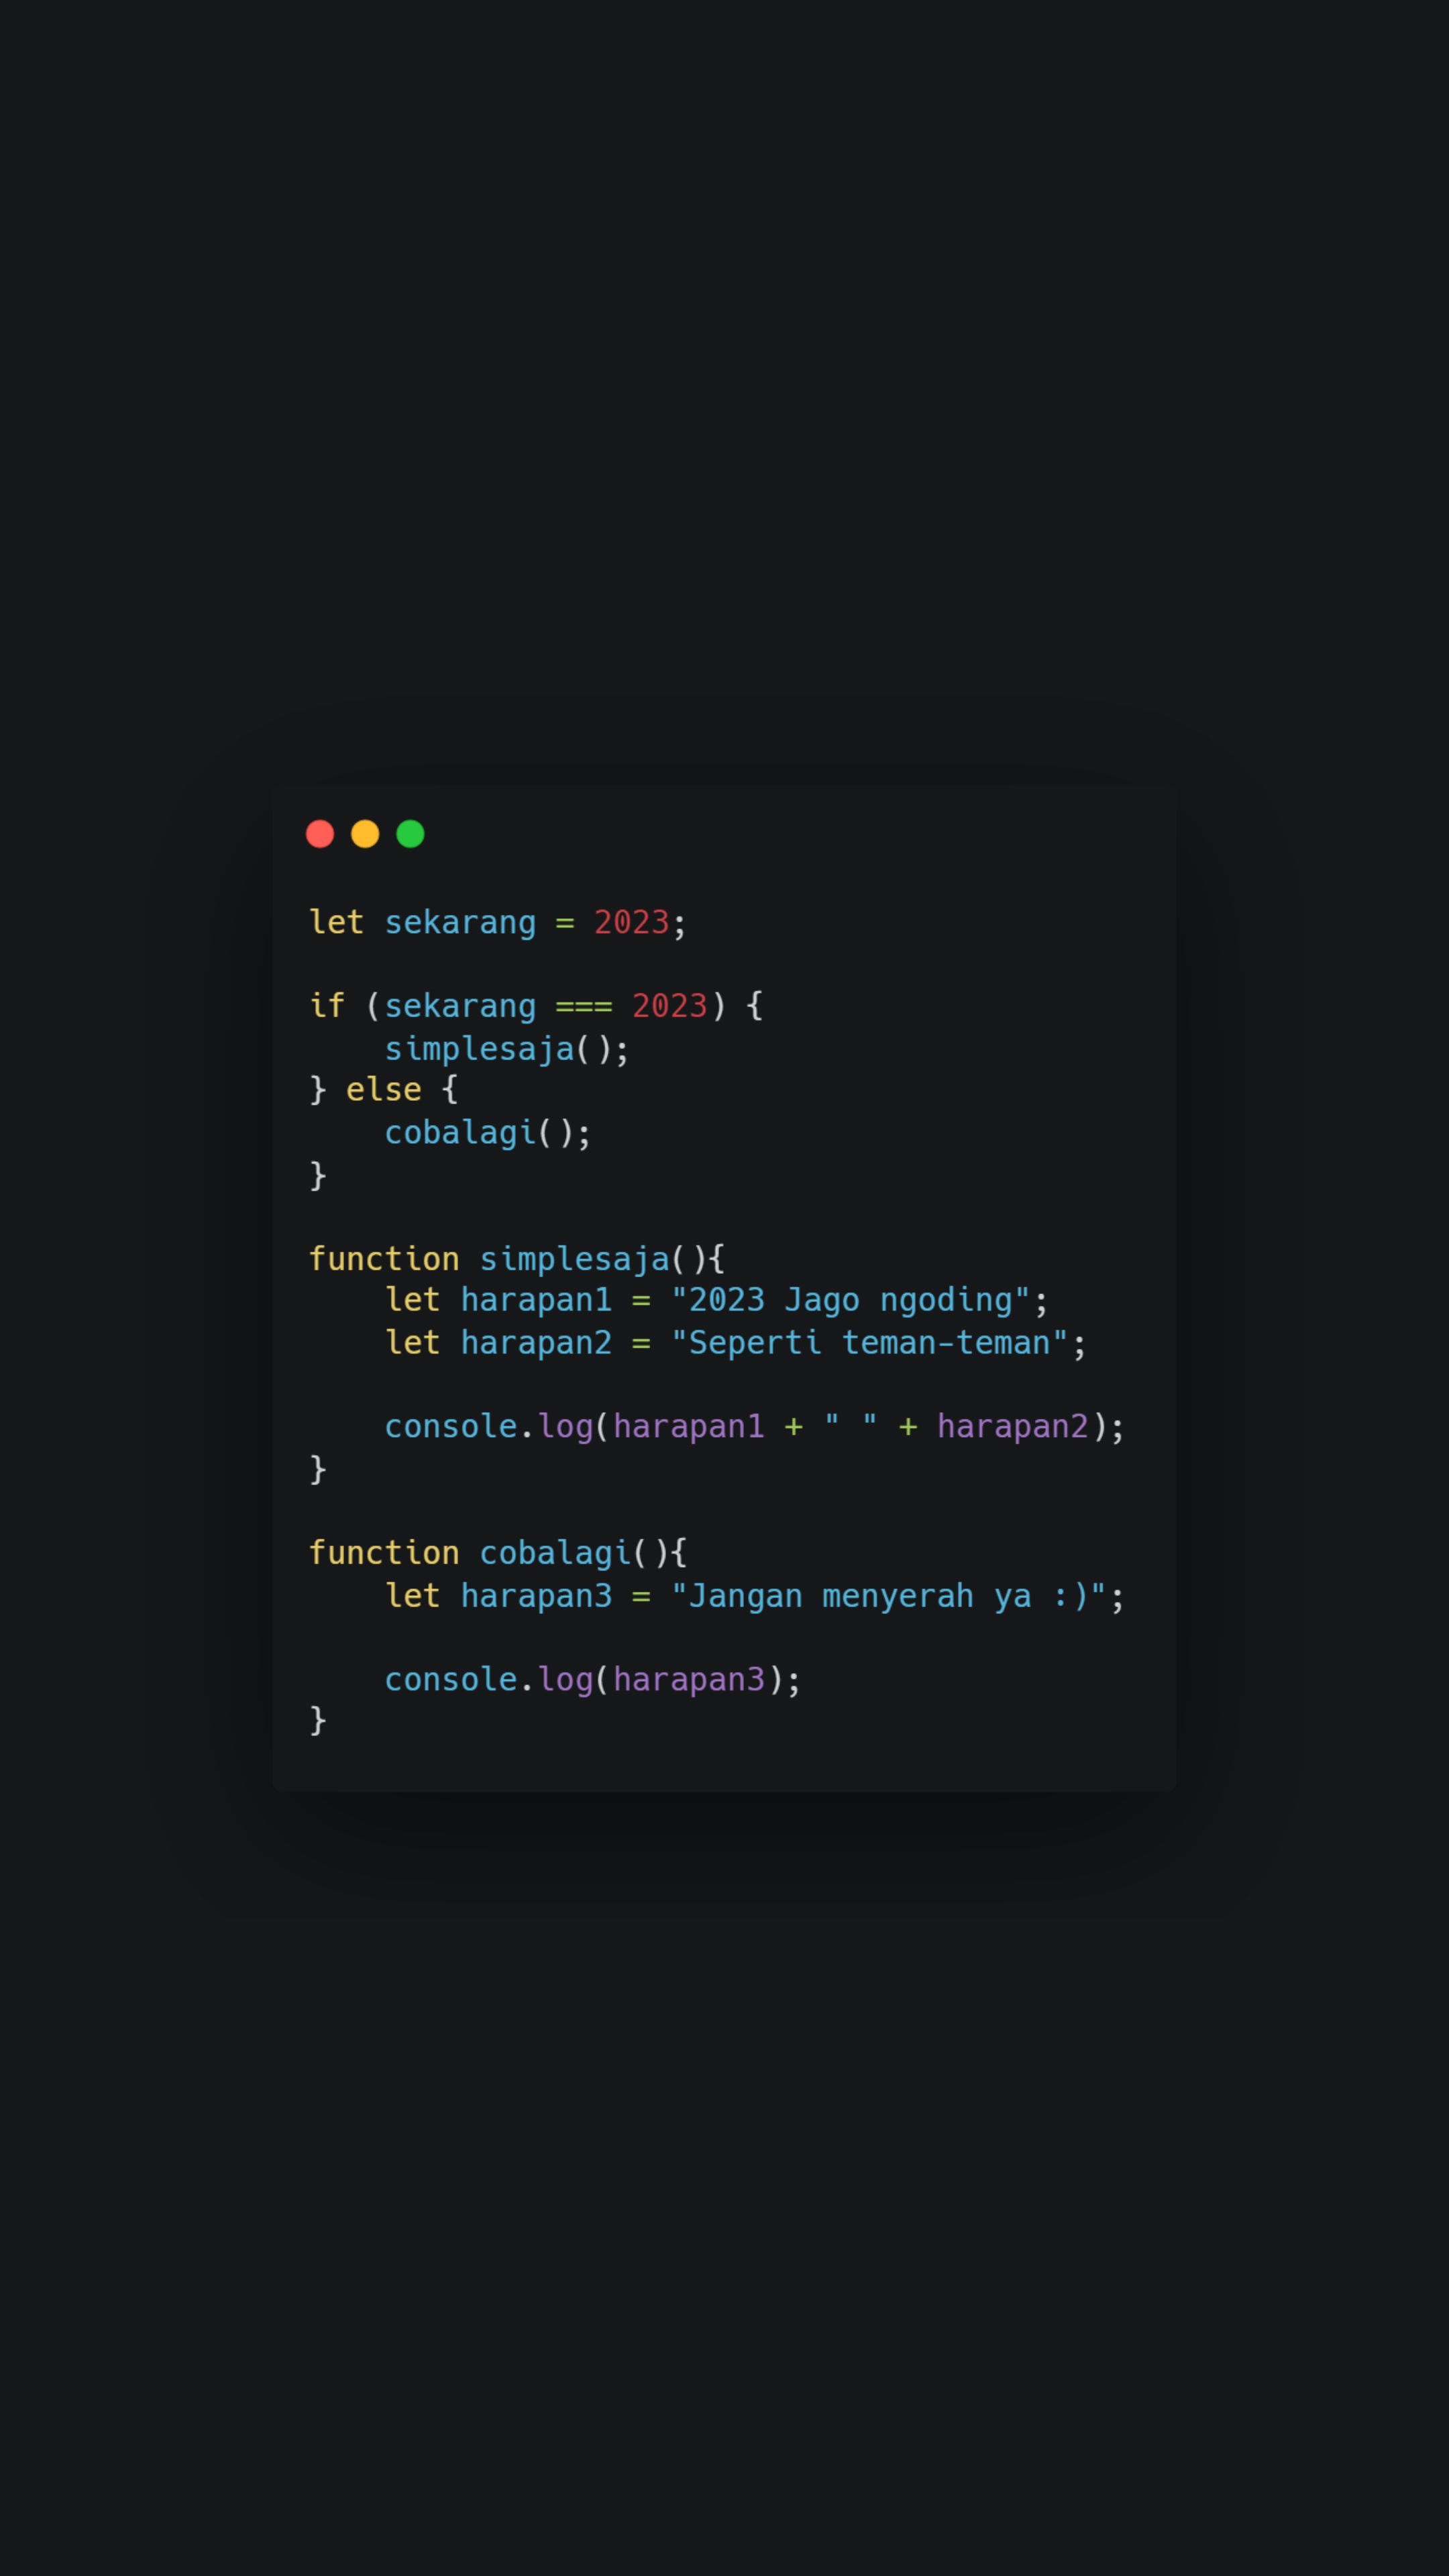 let sekarang = 2023;

if (sekarang === 2023) {
    simplesaja();
} else {
    cobalagi();
}

function simplesaja(){
    let harapan1 = "2023 Jago ngoding";
    let harapan2 = "Seperti teman-teman";

    console.log(harapan1 + " " + harapan2);
}

function cobalagi(){
    let harapan3 = "Jangan menyerah ya :)";

    console.log(harapan3);
}